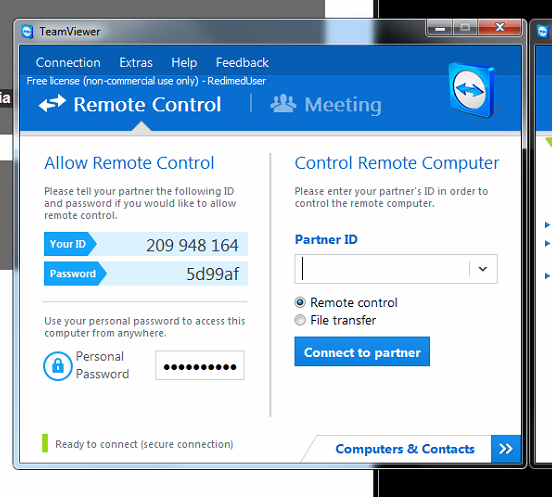 TeamViewer
Connection Extras Help Feedback
Free license (non-commercial use only) - RedimedUser
ia
Remote Control
Meeting
Allow Remote Control
Please tell your partner the following ID
and password if you would like to allow
remote control.
Your ID 209 948 164
Password 5d99af
Use your personal password to access this
computer from anywhere.
Personal
Password
Ready to connect (secure connection)
Control Remote Computer
Please enter your partner's ID in order to
control the remote computer.
Partner ID
Remote control
File transfer
Connect to partner
Computers & Contacts